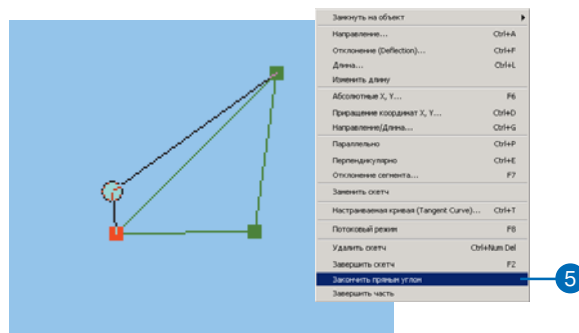 Замкнуть на объект
Направление... Ctrl+A
Отклонение (Deflection)... Ctrl+F
Длина... Ctrl+L
Изменить длину
Абсолютные X, Y... F6
Приращение координат X, Y... Ctrl+D
Направление/Длина... Ctrl+G
Параллельно Ctrl+P
Перпендикулярно Ctrl+E
Отклонение сегмента... F7
Заменить скетч
Настраиваемая кривая (Tangent Curve)... Ctrl+T
Потоковый режим F8
Удалить скетч Ctrl+Num Del
Завершить скетч F2
Закончить прямым углом
Завершить часть
5